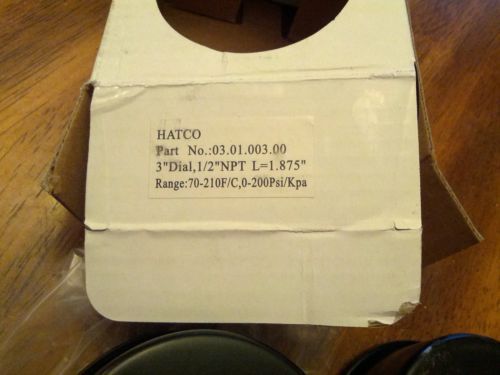 HATCO
Part No.:03.01.003.00
3"Dial,1/2"NPT L=1.875"
Range:70-210F/C,0-200Psi/Kpa